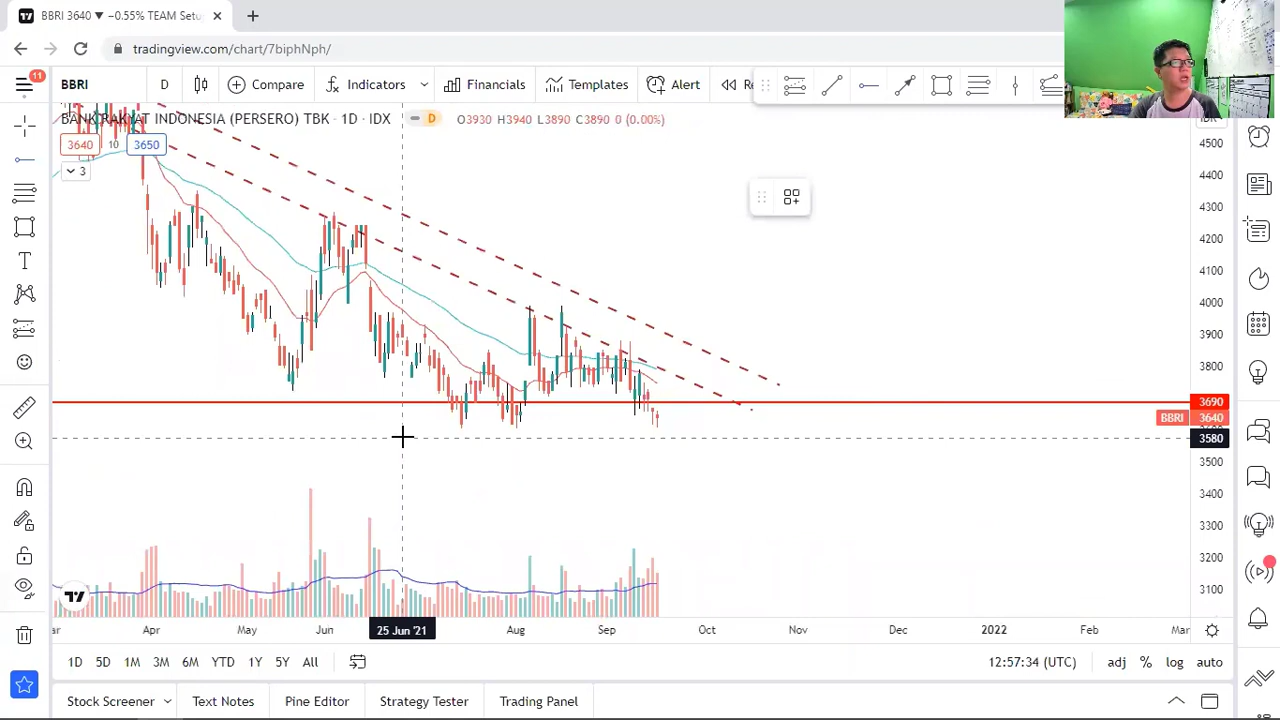 BBRI 3640 ▼ −0.55% TEAM Setu
tradingview.com/chart/7biphNph/
11
BBRI
D
Compare
Indicators
Financials
Templates
Alert
Re
BANK RAKYAT INDONESIA (PERSERO) TBK · 1D · IDX
D
O3930 H3940 L3890 C3890 0 (0.00%)
3640
10
3650
3
4500
4400
4300
4200
4100
4000
3900
3800
3690
BBRI
3640
3580
3500
3400
3300
3200
3100
Apr
May
Jun
25 Jun '21
Aug
Sep
Oct
Nov
Dec
2022
Feb
Mar
1D
5D
1M
3M
6M
YTD
1Y
5Y
All
12:57:34 (UTC)
adj
%
log
auto
Stock Screener
Text Notes
Pine Editor
Strategy Tester
Trading Panel